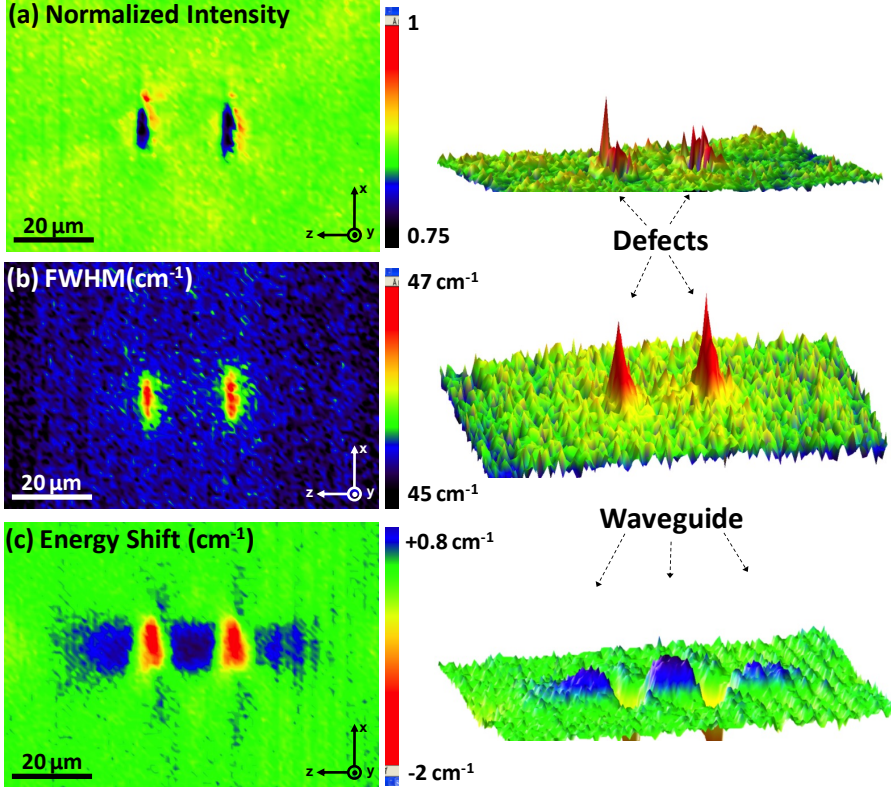 (a) Normalized Intensity
1
x
z
y
20 µm
0.75
Defects
(b) FWHM(cm⁻¹)
47 cm⁻¹
x
z
y
20 µm
45 cm⁻¹
Waveguide
(c) Energy Shift (cm⁻¹)
+0.8 cm⁻¹
x
z
y
20 µm
-2 cm⁻¹